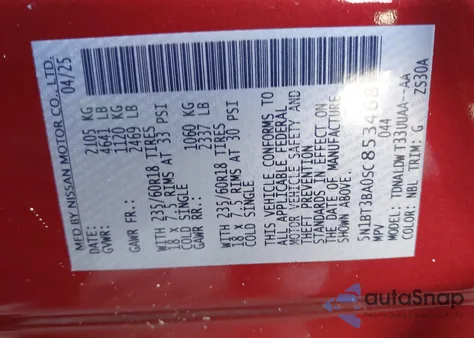 MFD BY NISSAN MOTOR CO., LTD.
04/25
GVWR: 2105 KG
4641 LB
GAWR FR.: 1120 KG
2469 LB
WITH 235/60R18 TIRES
18 X 7.5 RIMS AT 33 PSI
COLD SINGLE
GAWR RR.: 1060 KG
2337 LB
WITH 235/60R18 TIRES
18 X 7.5 RIMS AT 30 PSI
COLD SINGLE
THIS VEHICLE CONFORMS TO
ALL APPLICABLE FEDERAL
MOTOR VEHICLE SAFETY AND
THEFT PREVENTION
STANDARDS IN EFFECT ON
THE DATE OF MANUFACTURE
SHOWN ABOVE.
5N1BT3BA0SC853468
MPV 044
MODEL: TDNALDWT33UUAA--AA
COLOR: NBL TRIM: G ZS30A
autoSnap